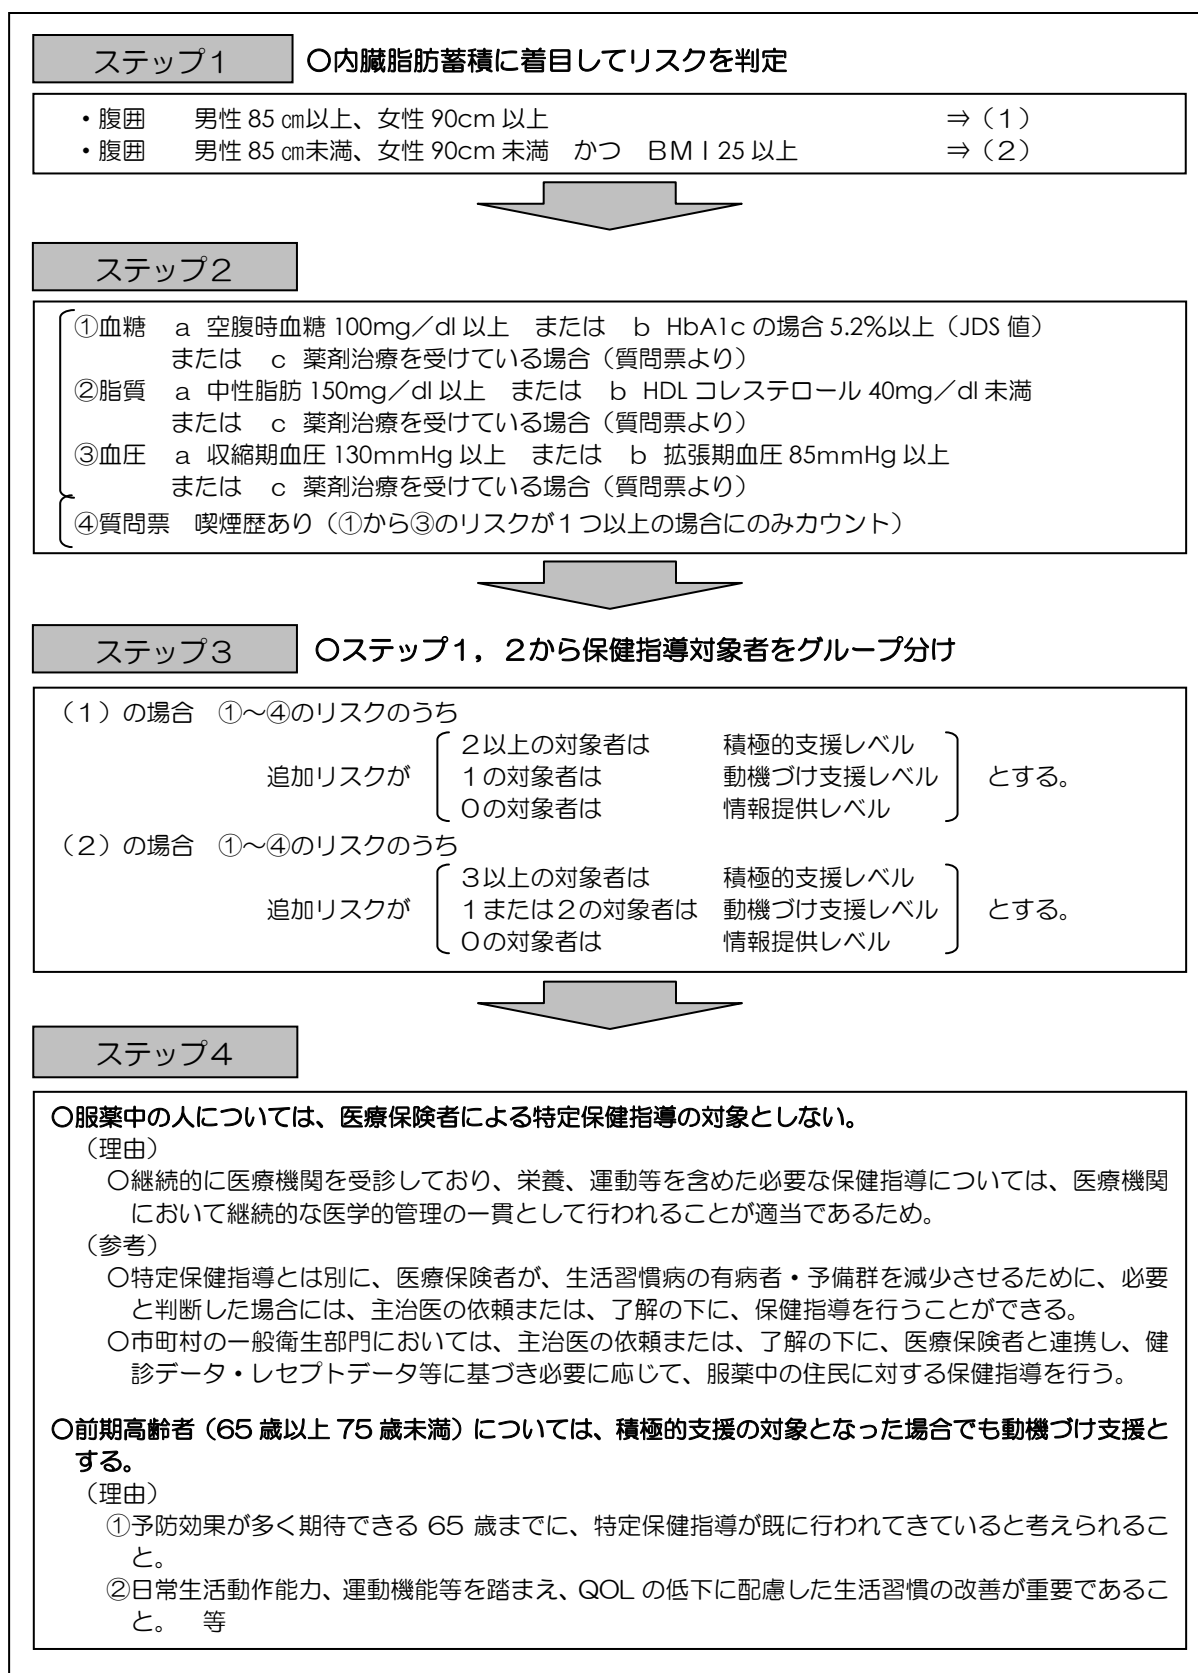 ステップ1
〇内臓脂肪蓄積に着目してリスクを判定
・腹囲 男性 85 ㎝以上、女性 90cm 以上 ⇒（1）
・腹囲 男性 85 ㎝未満、女性 90cm 未満 かつ BMI 25 以上 ⇒（2）
ステップ2
①血糖 a 空腹時血糖 100mg／dl 以上 または b HbA1c の場合 5.2％以上（JDS 値）
または c 薬剤治療を受けている場合（質問票より）
②脂質 a 中性脂肪 150mg／dl 以上 または b HDL コレステロール 40mg／dl 未満
または c 薬剤治療を受けている場合（質問票より）
③血圧 a 収縮期血圧 130mmHg 以上 または b 拡張期血圧 85mmHg 以上
または c 薬剤治療を受けている場合（質問票より）
④質問票 喫煙歴あり（①から③のリスクが1つ以上の場合にのみカウント）
ステップ3
〇ステップ1，2から保健指導対象者をグループ分け
（1）の場合 ①〜④のリスクのうち
2以上の対象者は 積極的支援レベル
追加リスクが 1の対象者は 動機づけ支援レベル とする。
0の対象者は 情報提供レベル
（2）の場合 ①〜④のリスクのうち
3以上の対象者は 積極的支援レベル
追加リスクが 1または2の対象者は 動機づけ支援レベル とする。
0の対象者は 情報提供レベル
ステップ4
〇服薬中の人については、医療保険者による特定保健指導の対象としない。
（理由）
〇継続的に医療機関を受診しており、栄養、運動等を含めた必要な保健指導については、医療機関
において継続的な医学的管理の一貫として行われることが適当であるため。
（参考）
〇特定保健指導とは別に、医療保険者が、生活習慣病の有病者・予備群を減少させるために、必要
と判断した場合には、主治医の依頼または、了解の下に、保健指導を行うことができる。
〇市町村の一般衛生部門においては、主治医の依頼または、了解の下に、医療保険者と連携し、健
診データ・レセプトデータ等に基づき必要に応じて、服薬中の住民に対する保健指導を行う。
〇前期高齢者（65 歳以上 75 歳未満）については、積極的支援の対象となった場合でも動機づけ支援と
する。
（理由）
①予防効果が多く期待できる 65 歳までに、特定保健指導が既に行われてきていると考えられるこ
と。
②日常生活動作能力、運動機能等を踏まえ、QOL の低下に配慮した生活習慣の改善が重要であるこ
と。 等